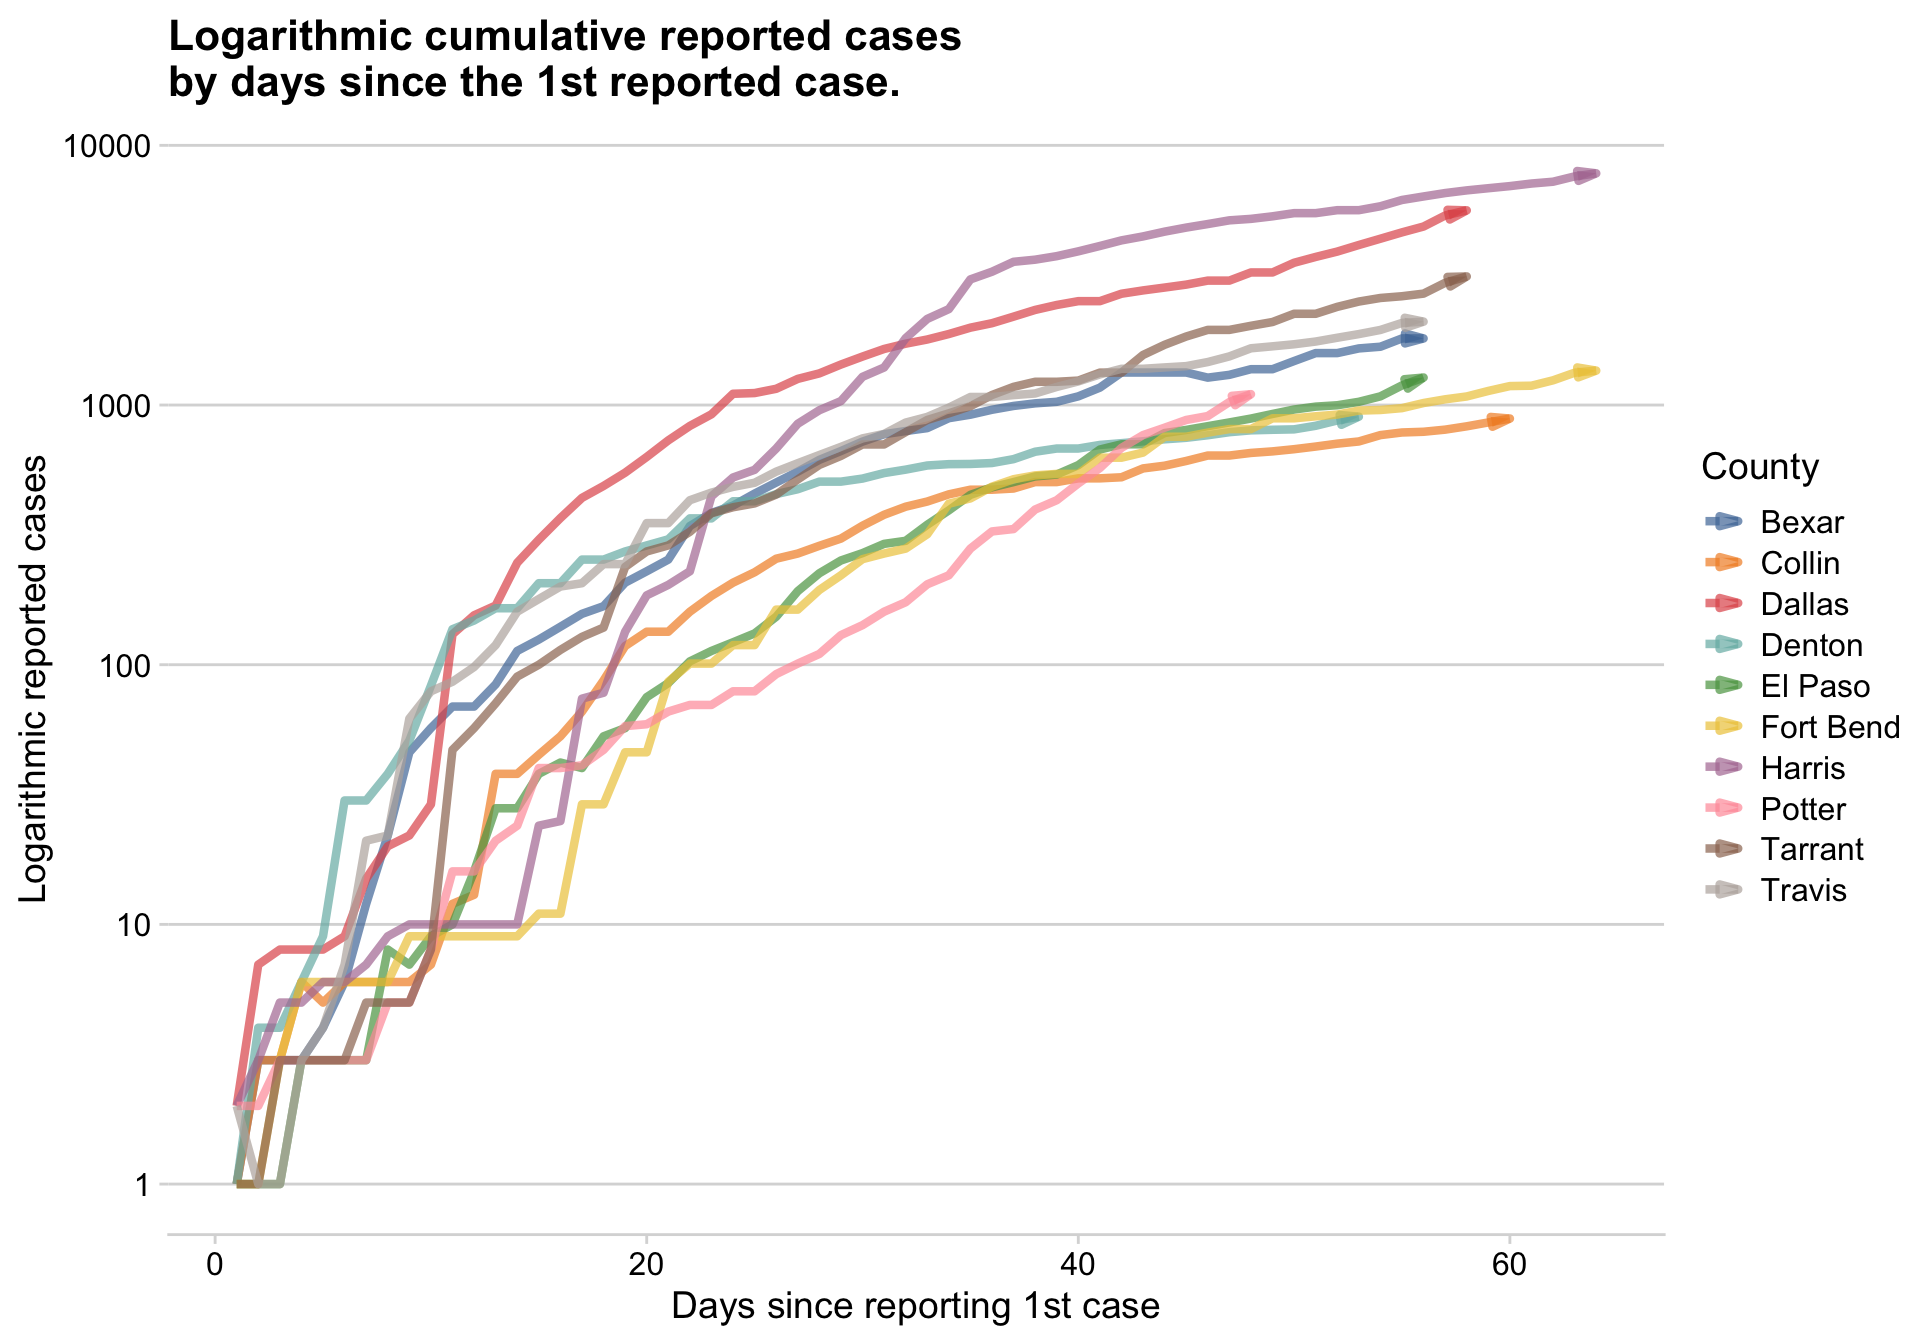 Logarithmic cumulative reported cases
by days since the 1st reported case.
10000
1000
100
10
1
Logarithmic reported cases
0
20
40
60
Days since reporting 1st case
County
Bexar
Collin
Dallas
Denton
El Paso
Fort Bend
Harris
Potter
Tarrant
Travis